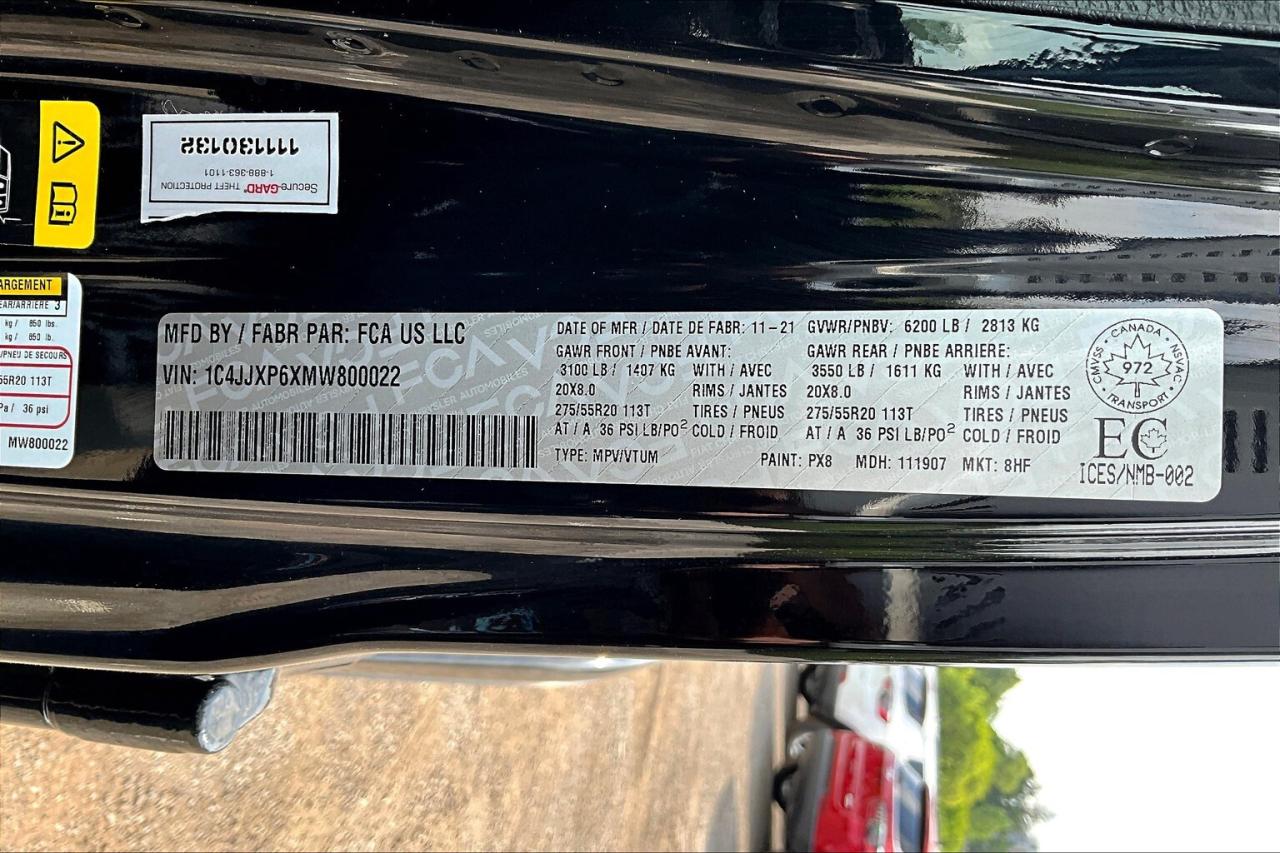 11130132
1-888-363-1101
Secure-GARD® THEFT PROTECTION
ARGEMENT
EAR/ARRIERE 3
kg / 850 lbs.
kg / 850 lb.
/PNEU DE SECOURS
55R20 113T
Pa / 36 psi
MW800022
MFD BY / FABR PAR: FCA US LLC
VIN: 1C4JJXP6XMW800022
DATE OF MFR / DATE DE FABR: 11-21 GVWR/PNBV: 6200 LB / 2813 KG
GAWR FRONT / PNBE AVANT: GAWR REAR / PNBE ARRIERE:
3100 LB / 1407 KG WITH / AVEC 3550 LB / 1611 KG WITH / AVEC
20X8.0 RIMS / JANTES 20X8.0 RIMS / JANTES
275/55R20 113T TIRES / PNEUS 275/55R20 113T TIRES / PNEUS
AT / A 36 PSI LB/PO² COLD / FROID AT / A 36 PSI LB/PO² COLD / FROID
TYPE: MPV/VTUM PAINT: PX8 MDH: 111907 MKT: 8HF
CANADA
CMVSS NSVAC
972
TRANSPORT
EC
ICES/NMB-002